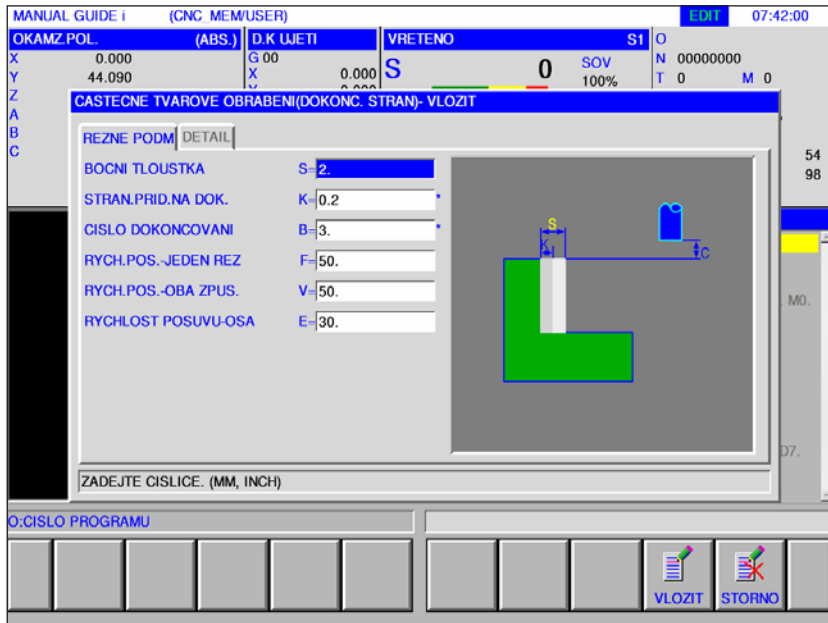 MANUAL GUIDE i (CNC_MEM/USER) EDIT 07:42:00
OKAMZ.POL. (ABS.) D.K UJETI VRETENO S1 O
X 0.000 G 00 S 0 SOV N 00000000
Y 44.090 X 0.000 100% T 0 M 0
Z
CASTECNE TVAROVE OBRABENI(DOKONC. STRAN)- VLOZIT
A
B
C
REZNE PODM DETAIL
BOCNI TLOUSTKA S=2.
STRAN.PRID.NA DOK. K=0.2 *
CISLO DOKONCOVANI B=3. *
RYCH.POS.-JEDEN REZ F=50.
RYCH.POS.-OBA ZPUS. V=50.
RYCHLOST POSUVU-OSA E=30.
S
K
C
54
98
M0.
D7.
ZADEJTE CISLICE. (MM, INCH)
O:CISLO PROGRAMU
VLOZIT STORNO